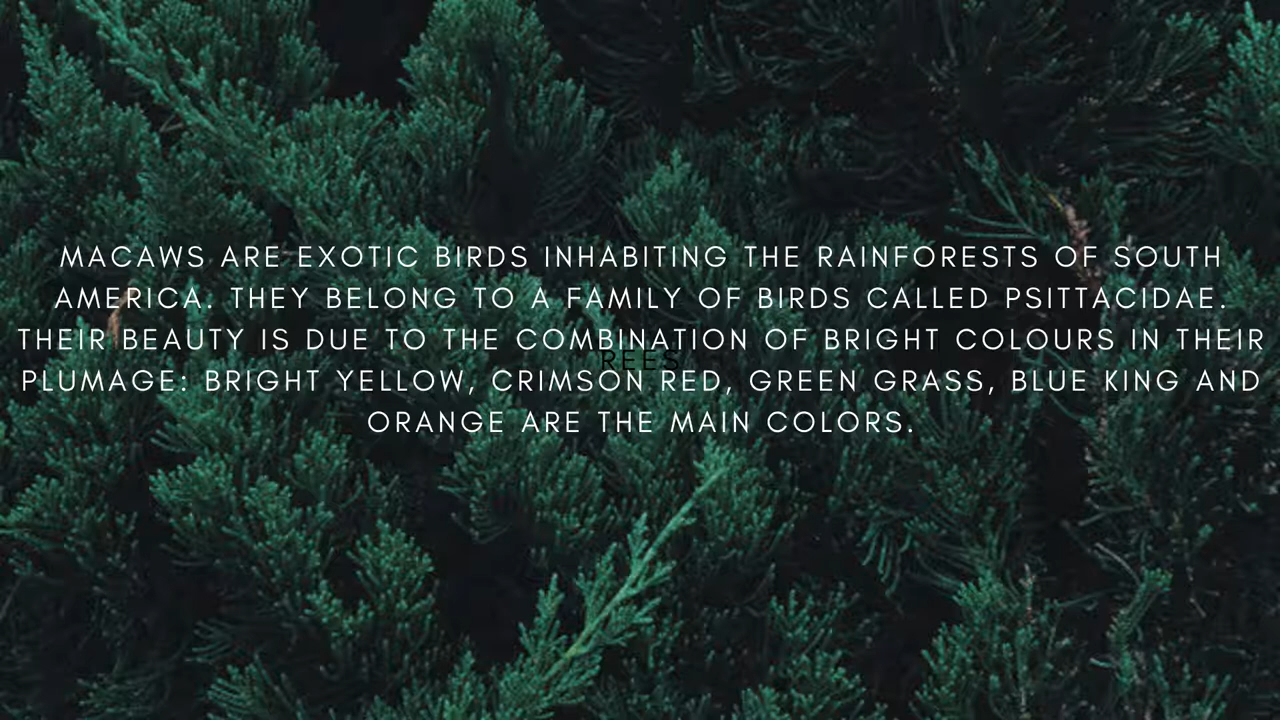 MACAWS ARE EXOTIC BIRDS INHABITING THE RAINFORESTS OF SOUTH
AMERICA. THEY BELONG TO A FAMILY OF BIRDS CALLED PSITTACIDAE.
THEIR BEAUTY IS DUE TO THE COMBINATION OF BRIGHT COLOURS IN THEIR
REES
PLUMAGE: BRIGHT YELLOW, CRIMSON RED, GREEN GRASS, BLUE KING AND
ORANGE ARE THE MAIN COLORS.